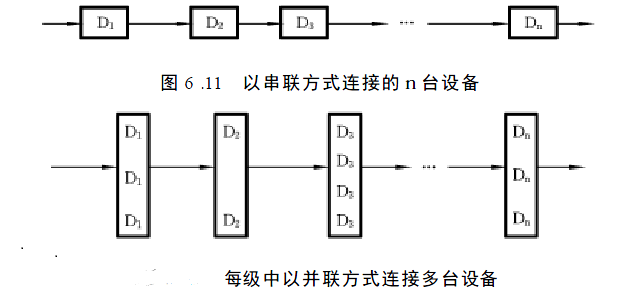 D₁ D₂ D₃ ··· Dₙ
图 6 .11 以串联方式连接的 n 台设备
D₁ D₂ D₃ Dₙ
D₃
D₁ ··· Dₙ
D₃
D₁ D₂ D₃ Dₙ
每级中以并联方式连接多台设备